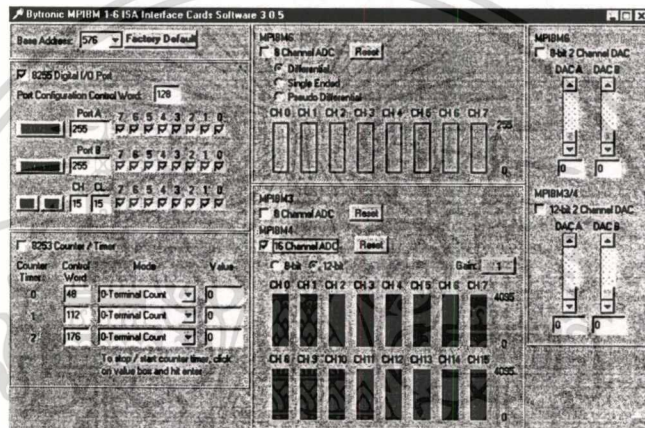 Bytronic MPIBM 1-6 ISA Interface Cards Software 3.0.5
Base Address: 576 Factory Default
8255 Digital I/O Port
Port Configuration Control Word: 128
Port A 7 6 5 4 3 2 1 0
255
Port B 7 6 5 4 3 2 1 0
255
CH CL 7 6 5 4 3 2 1 0
15 15
8253 Counter / Timer
Counter Timer: Control Word Mode Value
0 48 0-Terminal Count 0
1 112 0-Terminal Count 0
2 176 0-Terminal Count 0
To stop / start counter timer, click
on value box and hit enter
MPIBM6
8 Channel ADC Reset
Differential
Single Ended
Pseudo Differential
CH 0 CH 1 CH 2 CH 3 CH 4 CH 5 CH 6 CH 7
255
0
MPIBM3
8 Channel ADC Reset
MPIBM4
16 Channel ADC Reset
8-bit 12-bit Gain: 1
CH 0 CH 1 CH 2 CH 3 CH 4 CH 5 CH 6 CH 7
4095
0
CH 8 CH 9 CH10 CH11 CH12 CH13 CH14 CH15
4095
0
MPIBM6
8-bit 2 Channel DAC
DAC A DAC B
0 0
MPIBM3/4
12-bit 2 Channel DAC
DAC A DAC B
0 0